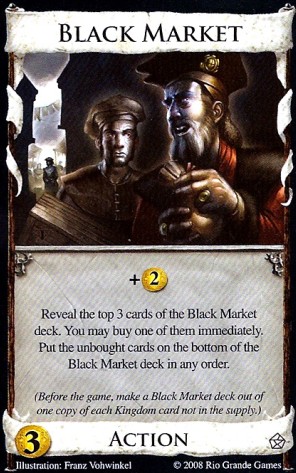 BLACK MARKET
+2
Reveal the top 3 cards of the Black Market
deck. You may buy one of them immediately.
Put the unbought cards on the bottom of the
Black Market deck in any order.
(Before the game, make a Black Market deck out of
one copy of each Kingdom card not in the supply.)
3
ACTION
Illustration: Franz Vohwinkel © 2008 Rio Grande Games